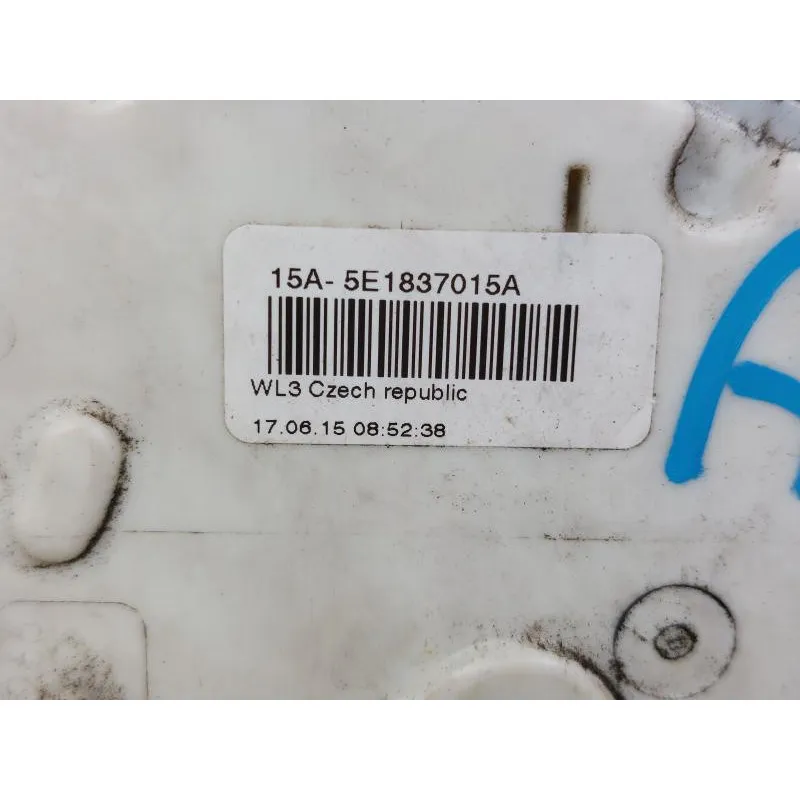 15A- 5E1837015A
WL3 Czech republic
17.06.15 08:52:38